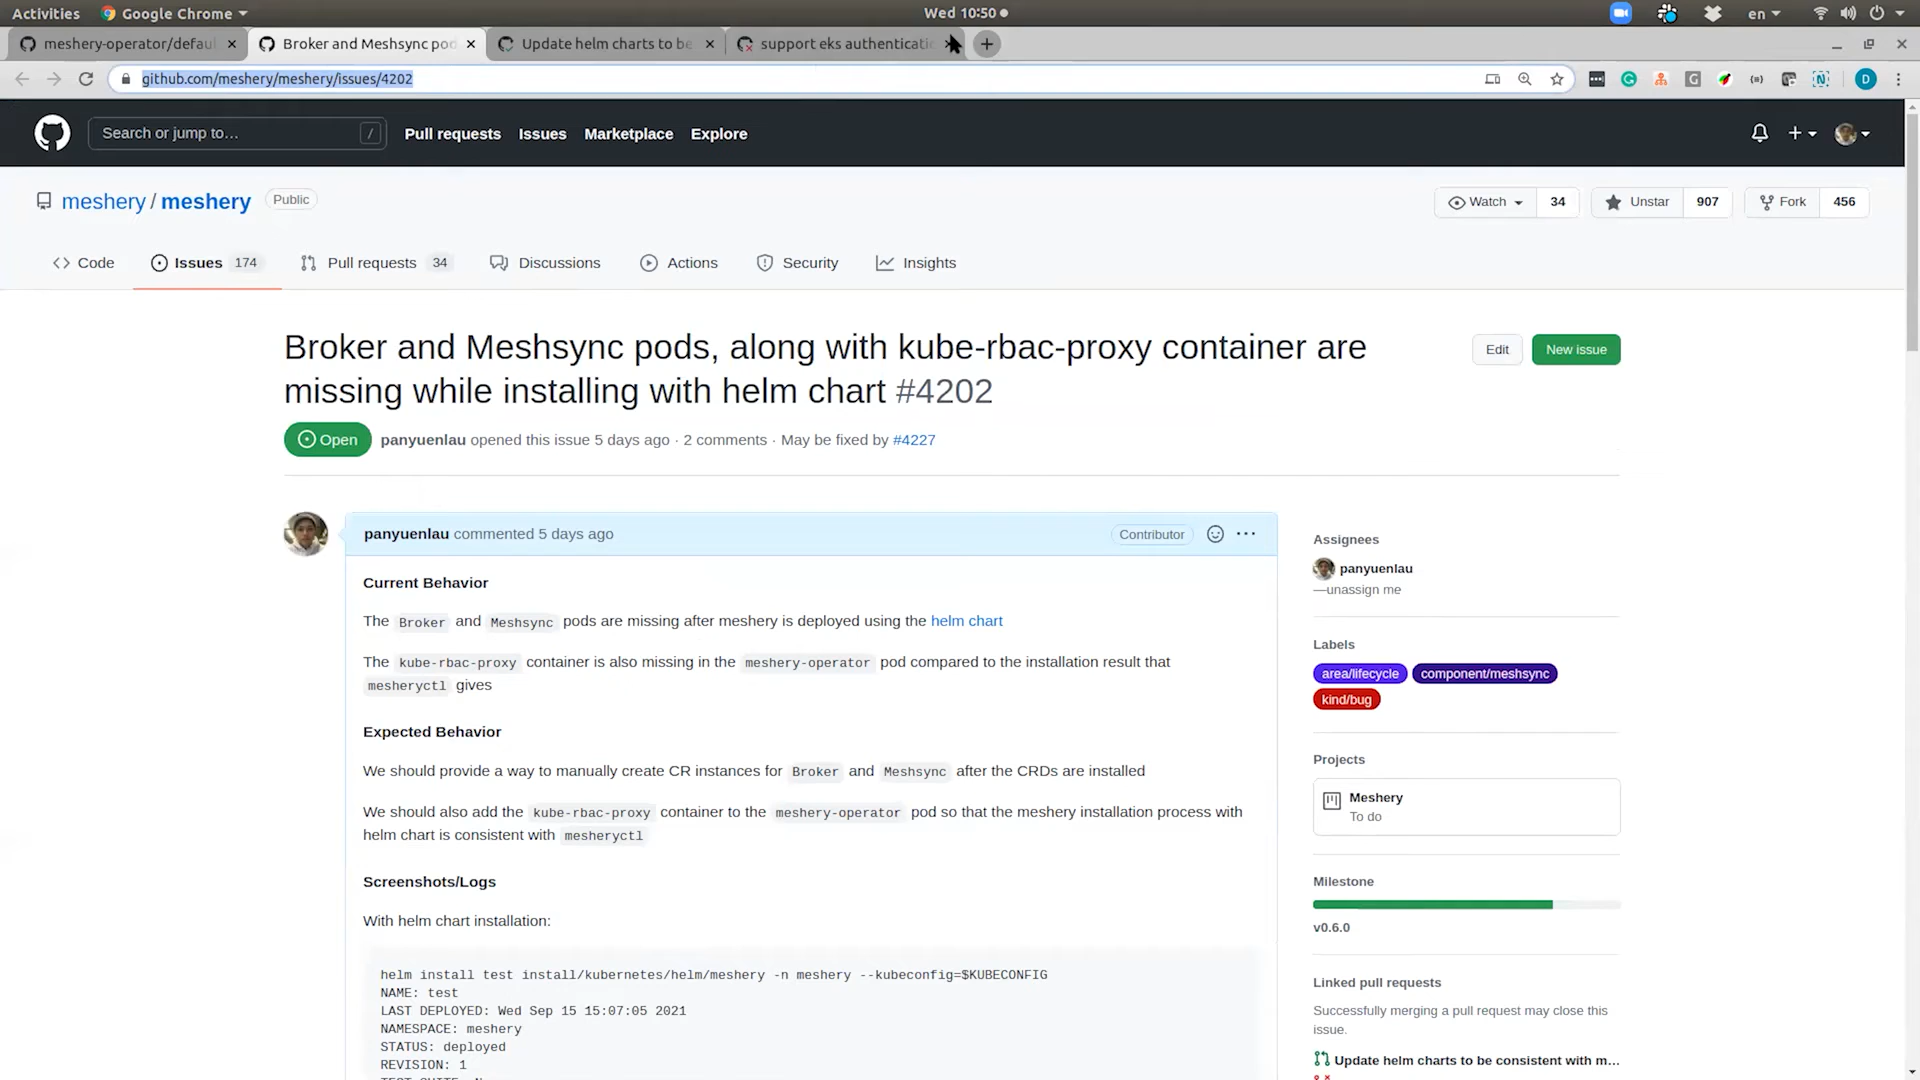 Activities Google Chrome Wed 10:50 en
meshery-operator/defau Broker and Meshsync pod Update helm charts to be support eks authenticati
github.com/meshery/meshery/issues/4202
D
Search or jump to... / Pull requests Issues Marketplace Explore
meshery / meshery Public Watch 34 Unstar 907 Fork 456
Code Issues 174 Pull requests 34 Discussions Actions Security Insights
Broker and Meshsync pods, along with kube-rbac-proxy container are
missing while installing with helm chart #4202
Edit New issue
Open panyuenlau opened this issue 5 days ago · 2 comments · May be fixed by #4227
panyuenlau commented 5 days ago Contributor
Current Behavior
The Broker and Meshsync pods are missing after meshery is deployed using the helm chart
The kube-rbac-proxy container is also missing in the meshery-operator pod compared to the installation result that
mesheryctl gives
Expected Behavior
We should provide a way to manually create CR instances for Broker and Meshsync after the CRDs are installed
We should also add the kube-rbac-proxy container to the meshery-operator pod so that the meshery installation process with
helm chart is consistent with mesheryctl
Screenshots/Logs
With helm chart installation:
helm install test install/kubernetes/helm/meshery -n meshery --kubeconfig=$KUBECONFIG
NAME: test
LAST DEPLOYED: Wed Sep 15 15:07:05 2021
NAMESPACE: meshery
STATUS: deployed
REVISION: 1
Assignees
panyuenlau
—unassign me
Labels
area/lifecycle component/meshsync
kind/bug
Projects
Meshery
To do
Milestone
v0.6.0
Linked pull requests
Successfully merging a pull request may close this
issue.
Update helm charts to be consistent with m...